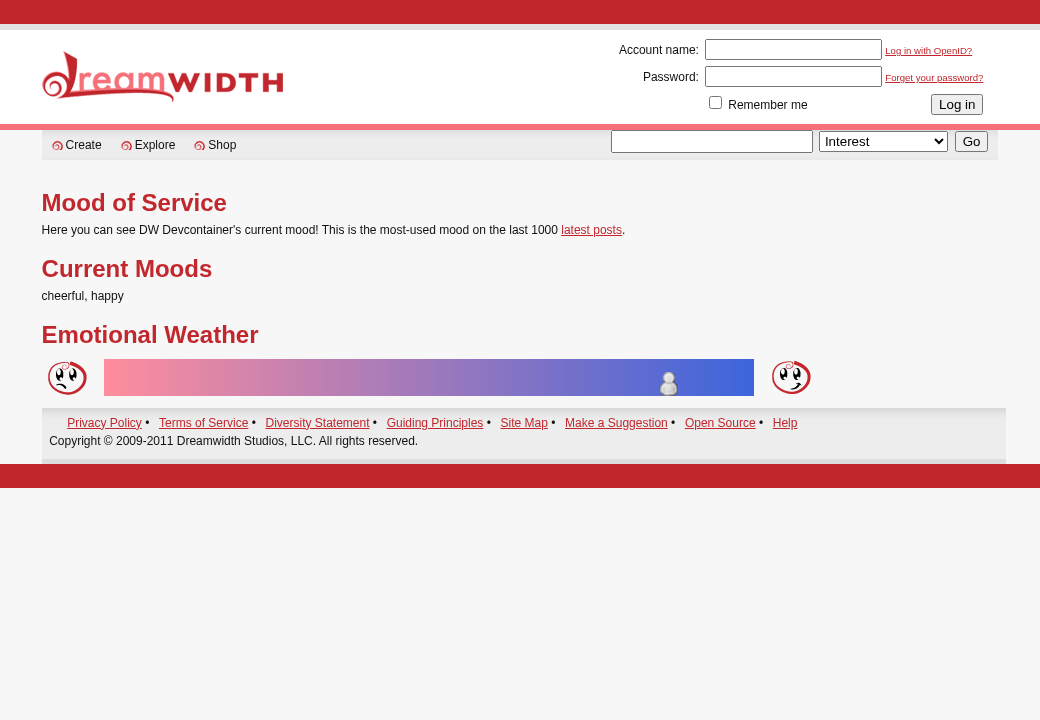 dreamWIDTH
Account name: Log in with OpenID?
Password: Forget your password?
Remember me Log in
Create Explore Shop Interest Go
Mood of Service
Here you can see DW Devcontainer's current mood! This is the most-used mood on the last 1000 latest posts.
Current Moods
cheerful, happy
Emotional Weather
Privacy Policy • Terms of Service • Diversity Statement • Guiding Principles • Site Map • Make a Suggestion • Open Source • Help
Copyright © 2009-2011 Dreamwidth Studios, LLC. All rights reserved.